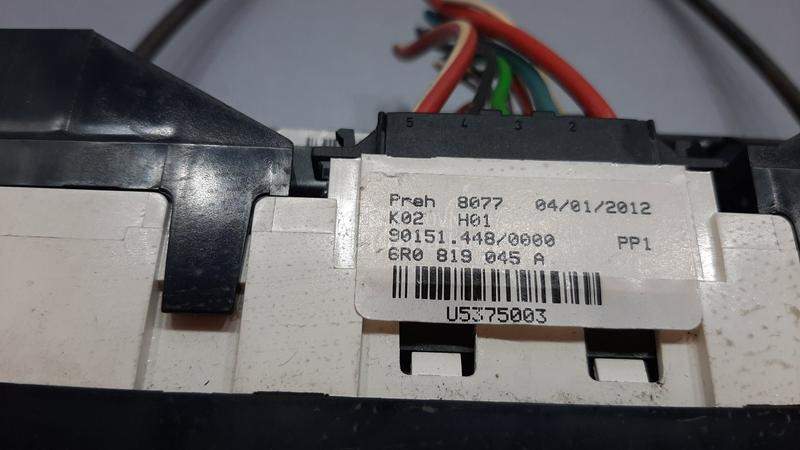 5 4 3 2
Preh 8077 04/01/2012
K02 H01
90151.448/0000 PP1
6R0 819 045 A
U5375003